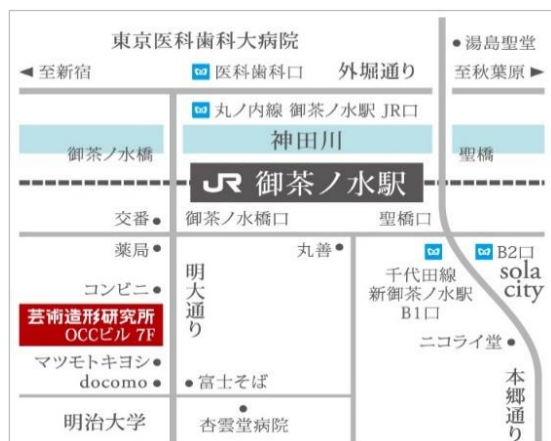 東京医科歯科大病院
湯島聖堂
至新宿
医科歯科口
外堀通り
至秋葉原
丸ノ内線 御茶ノ水駅 JR口
神田川
御茶ノ水橋
聖橋
JR 御茶ノ水駅
交番
御茶ノ水橋口
聖橋口
薬局
丸善
B2口
sola
city
千代田線
新御茶ノ水駅
B1口
明大通り
コンビニ
芸術造形研究所
OCCビル 7F
ニコライ堂
マツモトキヨシ
docomo
富士そば
本郷通り
明治大学
杏雲堂病院